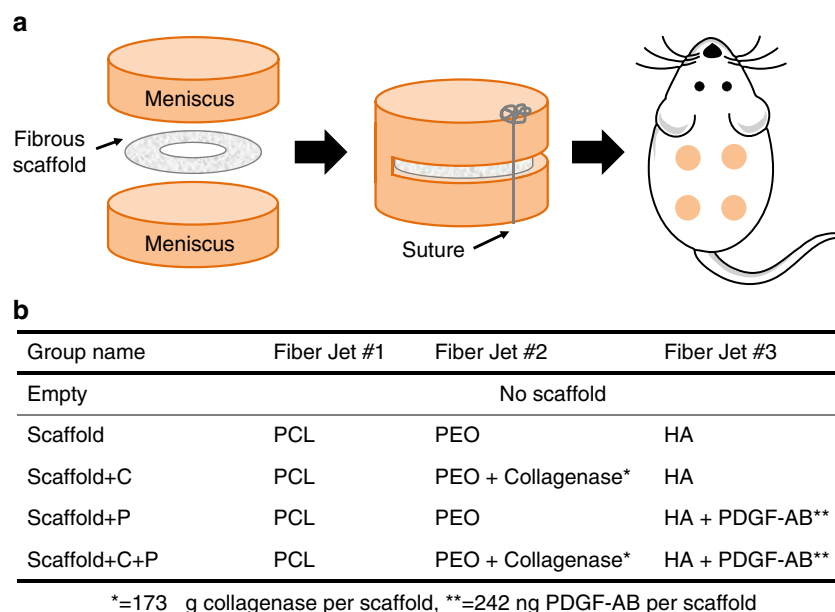 a
Meniscus
Fibrous
scaffold
Meniscus
Suture
b
Group name Fiber Jet #1 Fiber Jet #2 Fiber Jet #3
Empty No scaffold
Scaffold PCL PEO HA
Scaffold+C PCL PEO + Collagenase* HA
Scaffold+P PCL PEO HA + PDGF-AB**
Scaffold+C+P PCL PEO + Collagenase* HA + PDGF-AB**
*=173 g collagenase per scaffold, **=242 ng PDGF-AB per scaffold